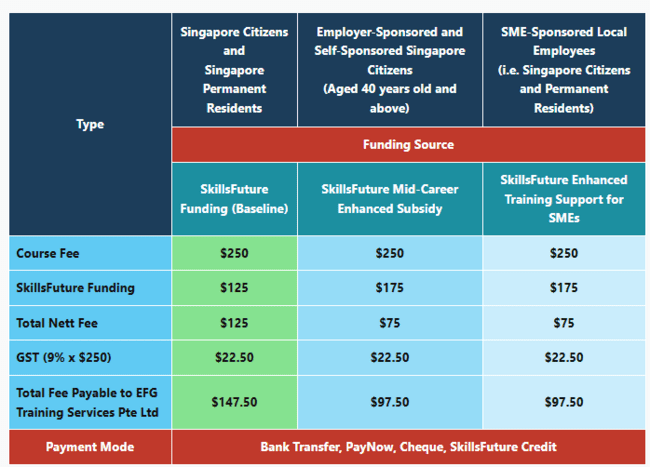 Type
Singapore Citizens
and
Singapore
Permanent
Residents
Employer-Sponsored and
Self-Sponsored Singapore
Citizens
(Aged 40 years old and
above)
SME-Sponsored Local
Employees
(i.e. Singapore Citizens
and Permanent
Residents)
Funding Source
SkillsFuture
Funding (Baseline)
SkillsFuture Mid-Career
Enhanced Subsidy
SkillsFuture Enhanced
Training Support for
SMEs
Course Fee $250 $250 $250
SkillsFuture Funding $125 $175 $175
Total Nett Fee $125 $75 $75
GST (9% x $250) $22.50 $22.50 $22.50
Total Fee Payable to EFG
Training Services Pte Ltd
$147.50 $97.50 $97.50
Payment Mode Bank Transfer, PayNow, Cheque, SkillsFuture Credit